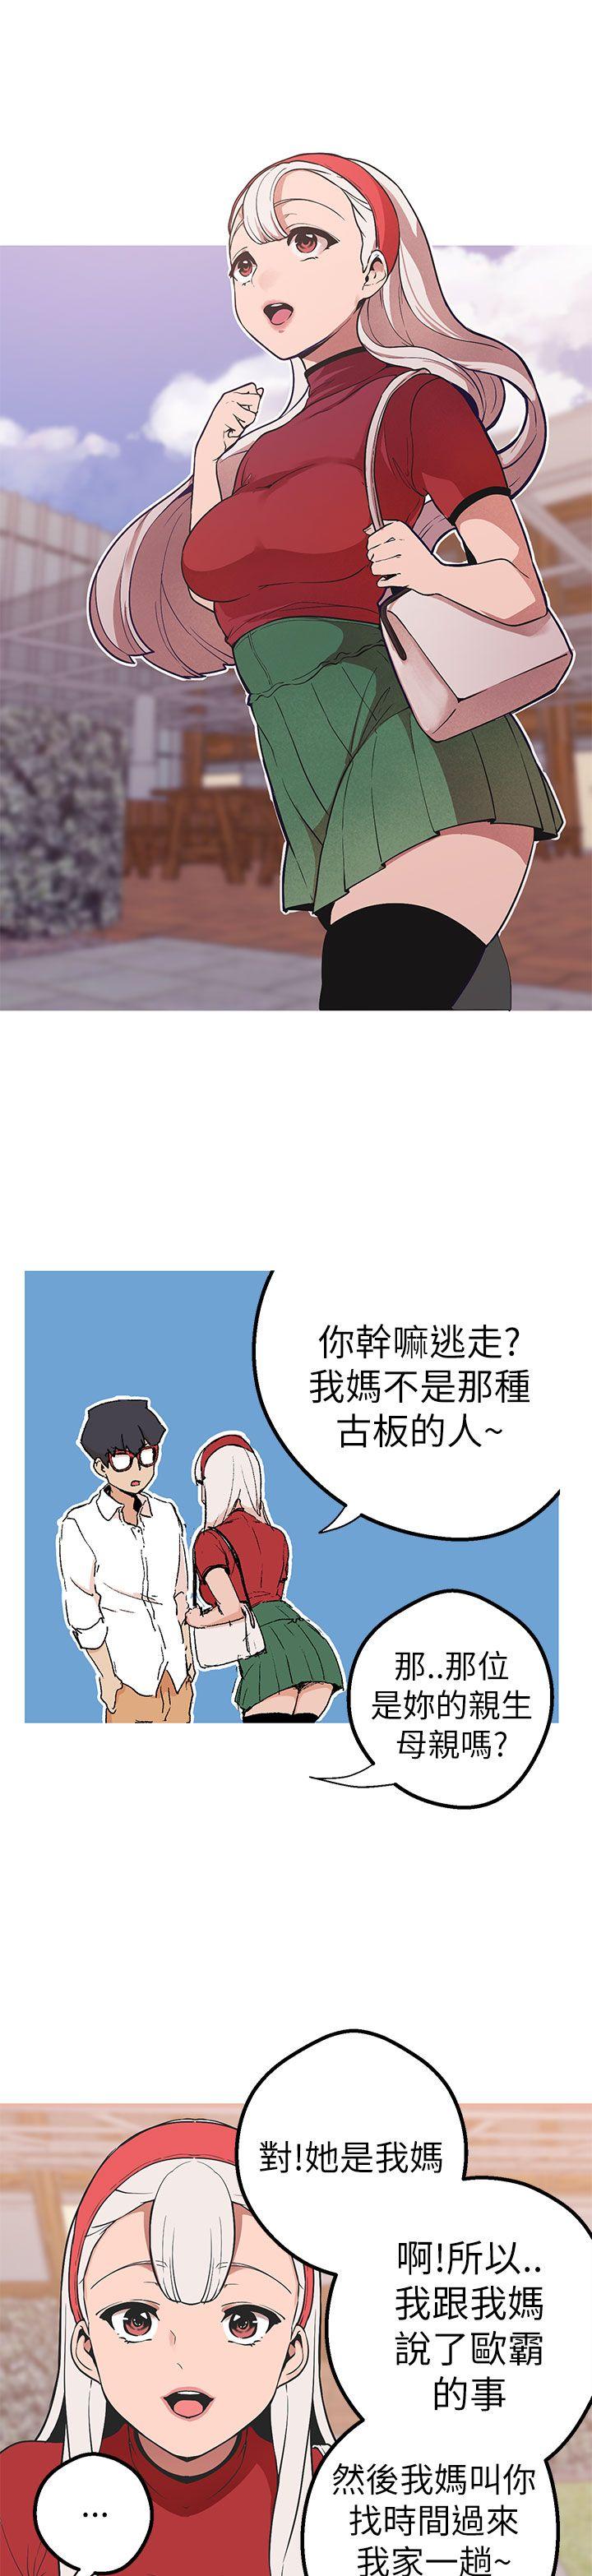 你幹嘛逃走?
我媽不是那種
古板的人~
那..那位
是妳的親生
母親嗎?
對!她是我媽
啊!所以..
我跟我媽
說了歐霸
的事
...
然後我媽叫你
找時間過來
我家一趟~